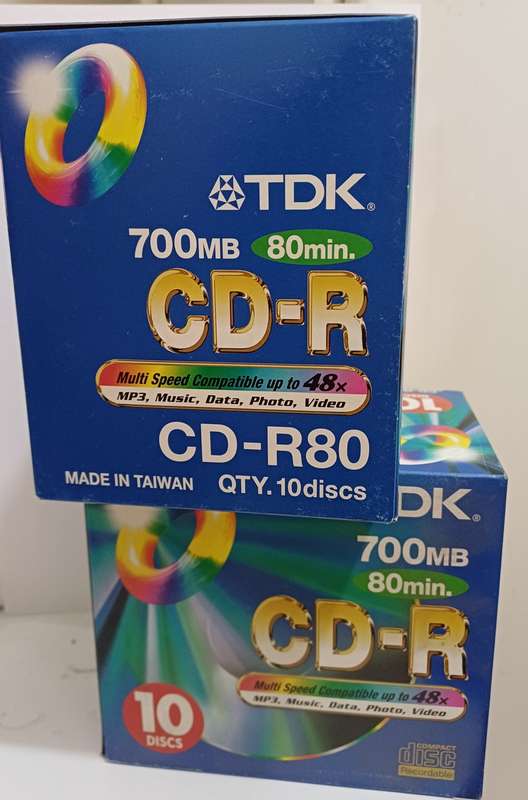 TDK®
700MB 80min.
CD-R
Multi Speed Compatible up to 48x
MP3, Music, Data, Photo, Video
CD-R80
MADE IN TAIWAN QTY. 10discs
10
DK®
700MB
80min.
CD-R
Multi Speed Compatible up to 48x
MP3, Music, Data, Photo, Video
10
DISCS
COMPACT
disc
Recordable